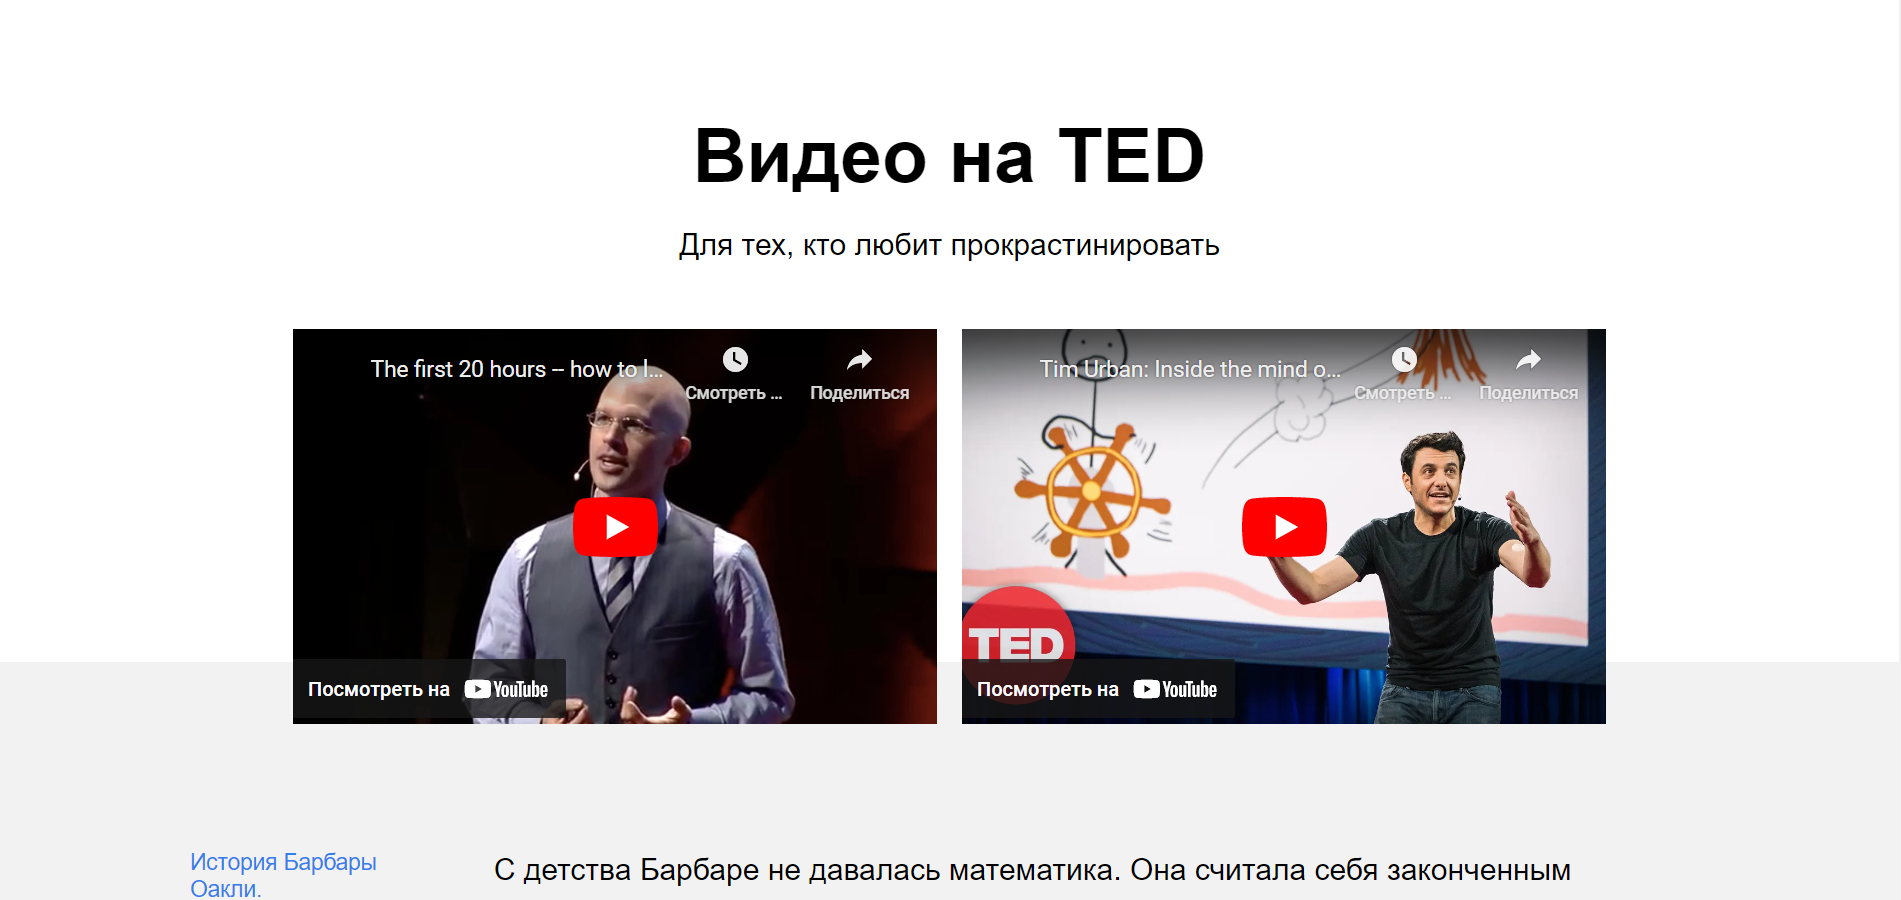 Видео на TED
Для тех, кто любит прокрастинировать
The first 20 hours -- how to l...
Смотреть ...
Поделиться
Посмотреть на YouTube
Tim Urban: Inside the mind o...
Смотреть ...
Поделиться
TED
Посмотреть на YouTube
История Барбары
Оакли.
С детства Барбаре не давалась математика. Она считала себя законченным